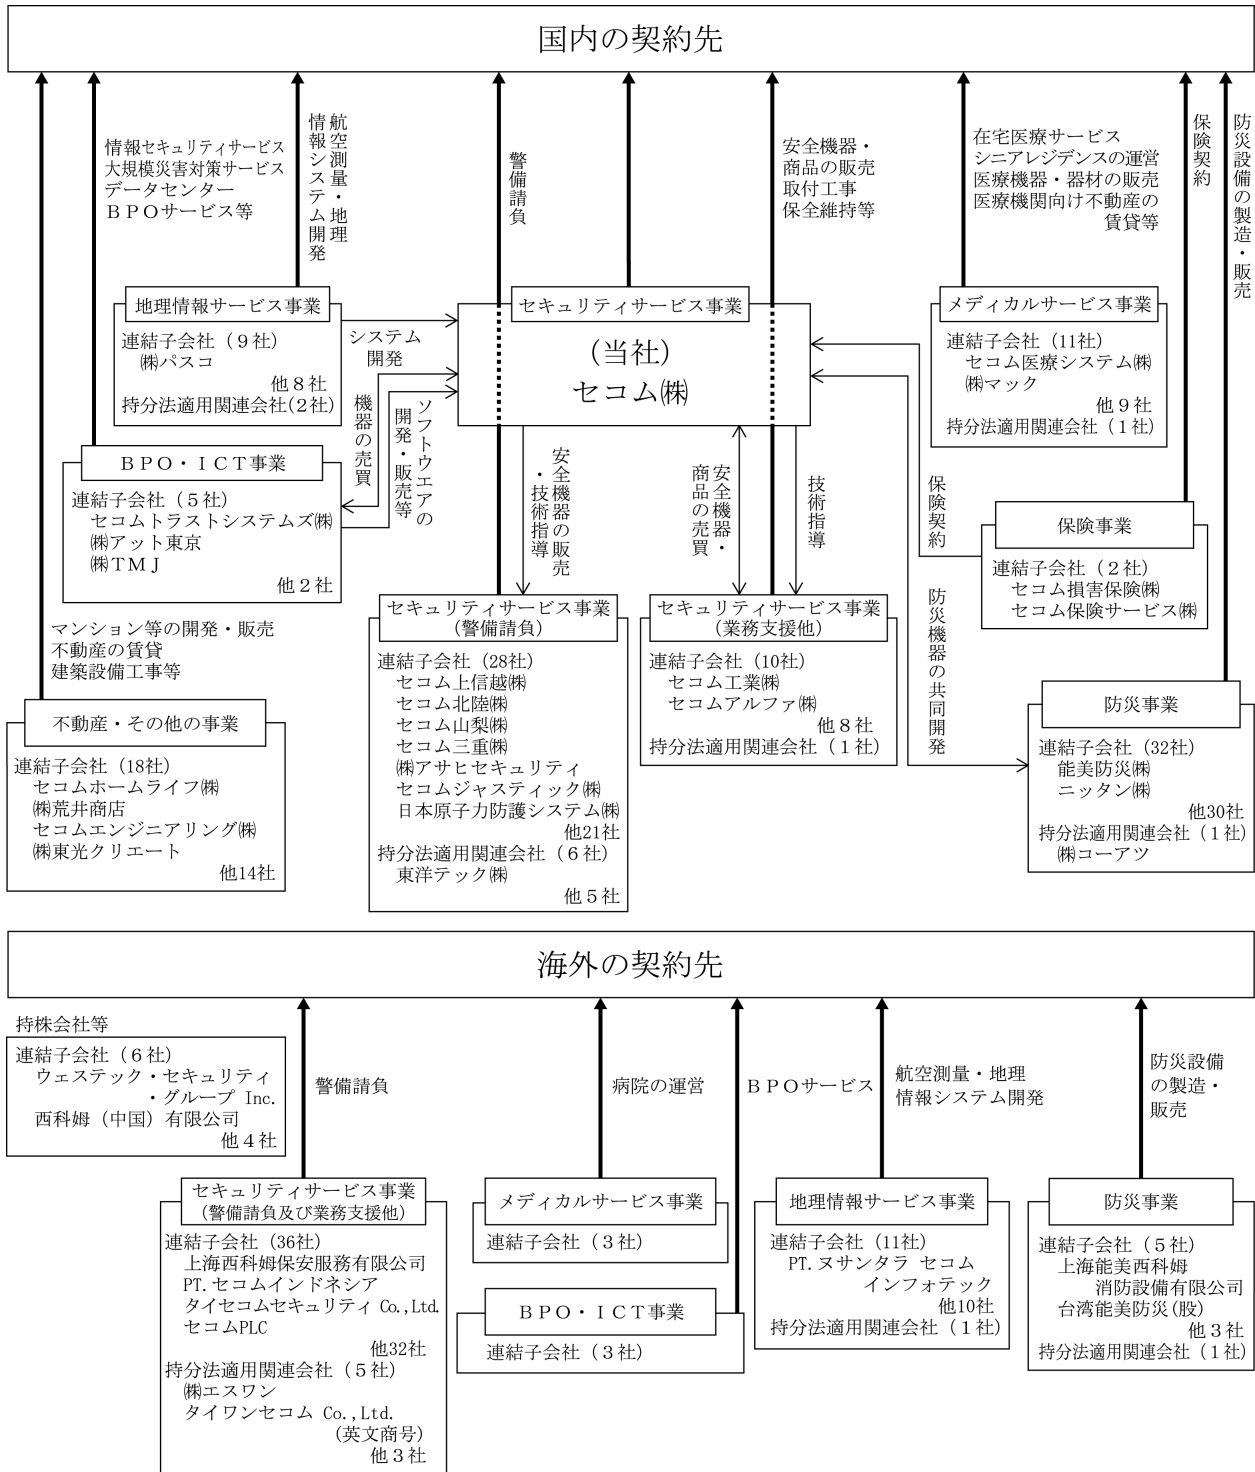 国内の契約先
情報セキュリティサービス
大規模災害対策サービス
データセンター
ＢＰＯサービス等
航空測量・地理
情報システム開発
警備請負
安全機器・
商品の販売
取付工事
保全維持等
在宅医療サービス
シニアレジデンスの運営
医療機器・器材の販売
医療機関向け不動産の
賃貸等
保険契約
防災設備の製造・販売
地理情報サービス事業
連結子会社（９社）
㈱パスコ
他８社
持分法適用関連会社(２社)
システム
開発
セキュリティサービス事業
(当社)
セコム㈱
メディカルサービス事業
連結子会社（11社）
セコム医療システム㈱
㈱マック
他９社
持分法適用関連会社（１社）
機器の売買
ソフトウエアの
開発・販売等
ＢＰＯ・ＩＣＴ事業
連結子会社（５社）
セコムトラストシステムズ㈱
㈱アット東京
㈱ＴＭＪ
他２社
安全機器の販売
・技術指導
安全機器・
商品の売買
技術指導
保険契約
保険事業
連結子会社（２社）
セコム損害保険㈱
セコム保険サービス㈱
防災機器の共同開発
マンション等の開発・販売
不動産の賃貸
建築設備工事等
不動産・その他の事業
連結子会社（18社）
セコムホームライフ㈱
㈱荒井商店
セコムエンジニアリング㈱
㈱東光クリエート
他14社
セキュリティサービス事業
(警備請負)
連結子会社（28社）
セコム上信越㈱
セコム北陸㈱
セコム山梨㈱
セコム三重㈱
㈱アサヒセキュリティ
セコムジャスティック㈱
日本原子力防護システム㈱
他21社
持分法適用関連会社（６社）
東洋テック㈱
他５社
セキュリティサービス事業
(業務支援他)
連結子会社（10社）
セコム工業㈱
セコムアルファ㈱
他８社
持分法適用関連会社（１社）
防災事業
連結子会社（32社）
能美防災㈱
ニッタン㈱
他30社
持分法適用関連会社（１社）
㈱コーアツ
海外の契約先
持株会社等
連結子会社（６社）
ウェステック・セキュリティ
・グループ Inc.
西科姆（中国）有限公司
他４社
警備請負
病院の運営
ＢＰＯサービス
航空測量・地理
情報システム開発
防災設備
の製造・
販売
セキュリティサービス事業
(警備請負及び業務支援他)
連結子会社（36社）
上海西科姆保安服務有限公司
PT.セコムインドネシア
タイセコムセキュリティ Co.,Ltd.
セコムPLC
他32社
持分法適用関連会社（５社）
㈱エスワン
タイワンセコム Co.,Ltd.
(英文商号)
他３社
メディカルサービス事業
連結子会社（３社）
ＢＰＯ・ＩＣＴ事業
連結子会社（３社）
地理情報サービス事業
連結子会社（11社）
PT.ヌサンタラ セコム
インフォテック
他10社
持分法適用関連会社（１社）
防災事業
連結子会社（５社）
上海能美西科姆
消防設備有限公司
台湾能美防災(股)
他３社
持分法適用関連会社（１社）